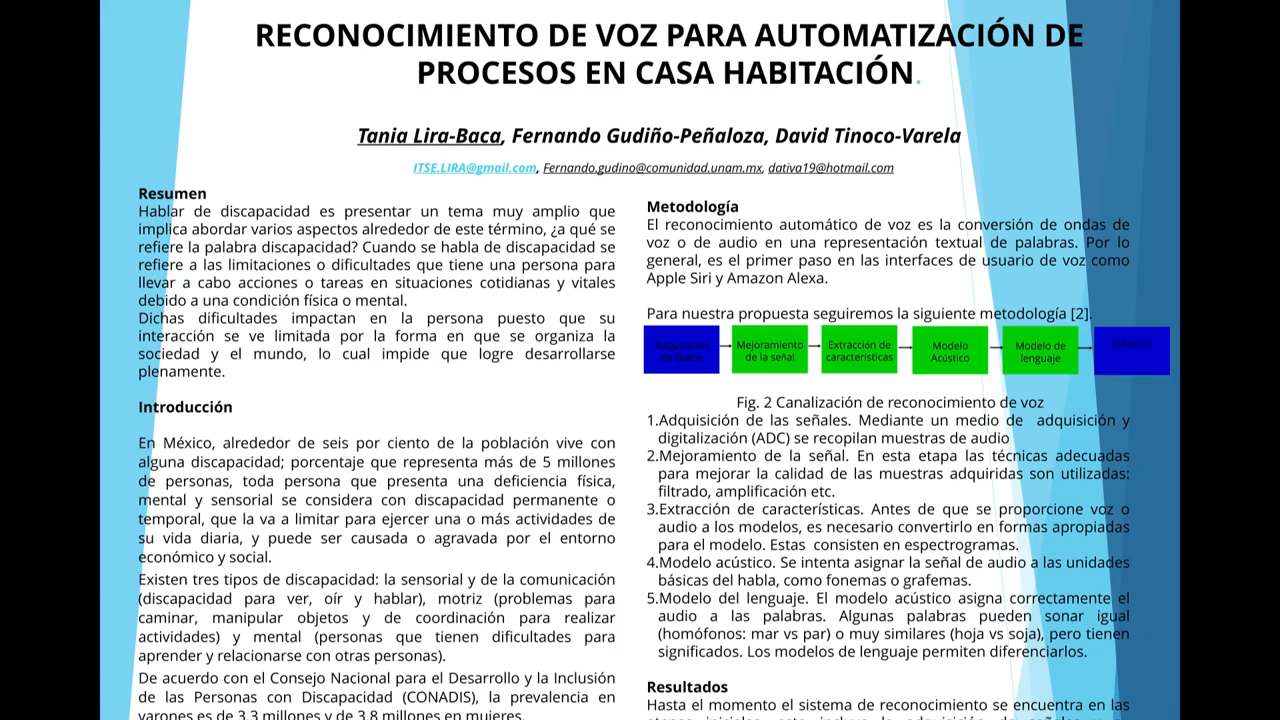 RECONOCIMIENTO DE VOZ PARA AUTOMATIZACIÓN DE
PROCESOS EN CASA HABITACIÓN.
Tania Lira-Baca, Fernando Gudiño-Peñaloza, David Tinoco-Varela
ITSE.LIRA@gmail.com, Fernando.gudino@comunidad.unam.mx, dativa19@hotmail.com
Resumen
Hablar de discapacidad es presentar un tema muy amplio que
implica abordar varios aspectos alrededor de este término, ¿a qué se
refiere la palabra discapacidad? Cuando se habla de discapacidad se
refiere a las limitaciones o dificultades que tiene una persona para
llevar a cabo acciones o tareas en situaciones cotidianas y vitales
debido a una condición física o mental.
Dichas dificultades impactan en la persona puesto que su
interacción se ve limitada por la forma en que se organiza la
sociedad y el mundo, lo cual impide que logre desarrollarse
plenamente.
Introducción
En México, alrededor de seis por ciento de la población vive con
alguna discapacidad; porcentaje que representa más de 5 millones
de personas, toda persona que presenta una deficiencia física,
mental y sensorial se considera con discapacidad permanente o
temporal, que la va a limitar para ejercer una o más actividades de
su vida diaria, y puede ser causada o agravada por el entorno
económico y social.
Existen tres tipos de discapacidad: la sensorial y de la comunicación
(discapacidad para ver, oír y hablar), motriz (problemas para
caminar, manipular objetos y de coordinación para realizar
actividades) y mental (personas que tienen dificultades para
aprender y relacionarse con otras personas).
De acuerdo con el Consejo Nacional para el Desarrollo y la Inclusión
de las Personas con Discapacidad (CONADIS), la prevalencia en
varones es de 3.3 millones y de 3.8 millones en mujeres.
Metodología
El reconocimiento automático de voz es la conversión de ondas de
voz o de audio en una representación textual de palabras. Por lo
general, es el primer paso en las interfaces de usuario de voz como
Apple Siri y Amazon Alexa.
Para nuestra propuesta seguiremos la siguiente metodología [2].
Adquisición
de Datos
Mejoramiento
de la señal
Extracción de
características
Modelo
Acústico
Modelo de
lenguaje
Fig. 2 Canalización de reconocimiento de voz
1.Adquisición de las señales. Mediante un medio de adquisición y
digitalización (ADC) se recopilan muestras de audio
2.Mejoramiento de la señal. En esta etapa las técnicas adecuadas
para mejorar la calidad de las muestras adquiridas son utilizadas:
filtrado, amplificación etc.
3.Extracción de características. Antes de que se proporcione voz o
audio a los modelos, es necesario convertirlo en formas apropiadas
para el modelo. Estas consisten en espectrogramas.
4.Modelo acústico. Se intenta asignar la señal de audio a las unidades
básicas del habla, como fonemas o grafemas.
5.Modelo del lenguaje. El modelo acústico asigna correctamente el
audio a las palabras. Algunas palabras pueden sonar igual
(homófonos: mar vs par) o muy similares (hoja vs soja), pero tienen
significados. Los modelos de lenguaje permiten diferenciarlos.
Resultados
Hasta el momento el sistema de reconocimiento se encuentra en las